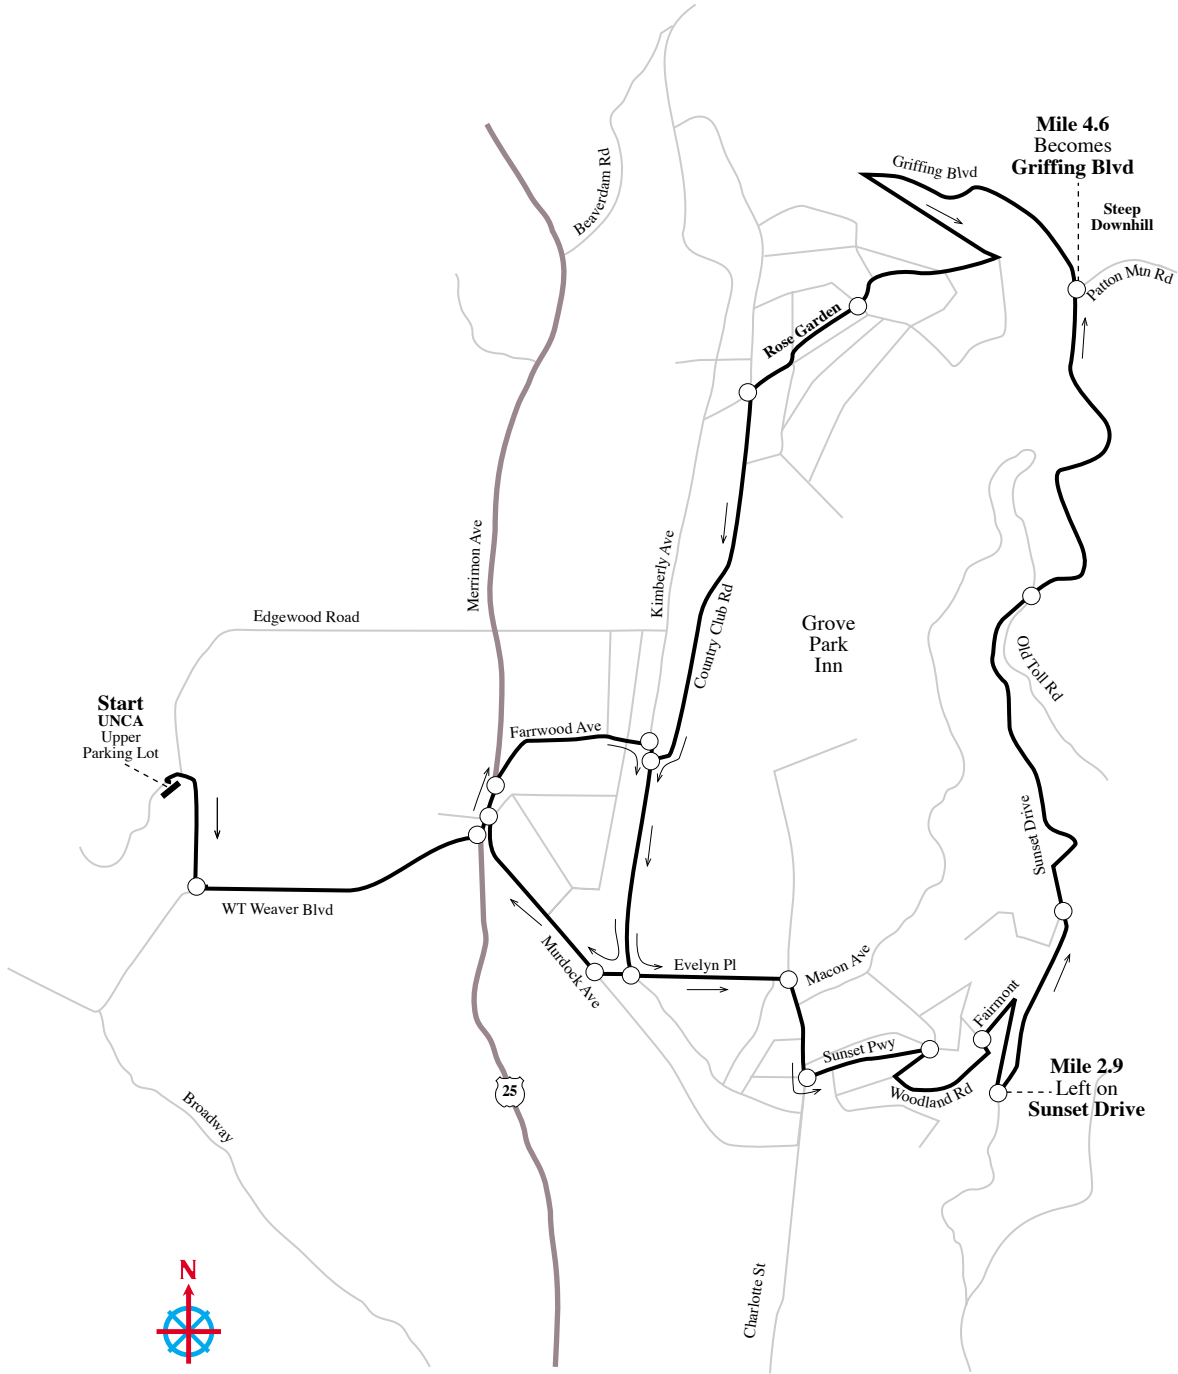 Mile 4.6
Becomes
Griffing Blvd
Griffing Blvd
Steep
Downhill
Beaverdam Rd
Patton Mtn Rd
Rose Garden
Merrimon Ave
Kimberly Ave
Country Club Rd
Edgewood Road
Grove
Park
Inn
Old Toll Rd
Start
UNCA
Upper
Parking Lot
Farrwood Ave
Sunset Drive
WT Weaver Blvd
Murdock Ave
Evelyn Pl
Macon Ave
Fairmont
Sunset Pwy
Woodland Rd
Mile 2.9
Left on
Sunset Drive
25
Broadway
Charlotte St
N